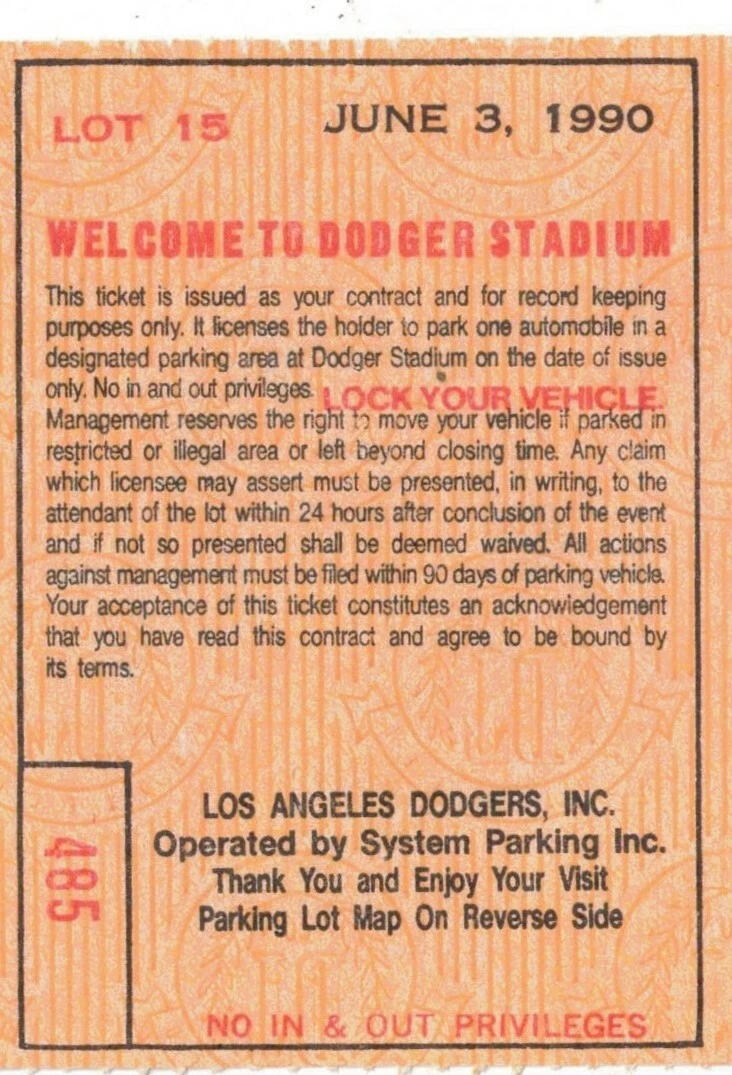 LOT 15 JUNE 3, 1990
WELCOME TO DODGER STADIUM
This ticket is issued as your contract and for record keeping
purposes only. It licenses the holder to park one automobile in a
designated parking area at Dodger Stadium on the date of issue
only. No in and out privileges. LOCK YOUR VEHICLE.
Management reserves the right to move your vehicle if parked in
restricted or illegal area or left beyond closing time. Any claim
which licensee may assert must be presented, in writing, to the
attendant of the lot within 24 hours after conclusion of the event
and if not so presented shall be deemed waived. All actions
against management must be filed within 90 days of parking vehicle.
Your acceptance of this ticket constitutes an acknowledgement
that you have read this contract and agree to be bound by
its terms.
485
LOS ANGELES DODGERS, INC.
Operated by System Parking Inc.
Thank You and Enjoy Your Visit
Parking Lot Map On Reverse Side
NO IN & OUT PRIVILEGES